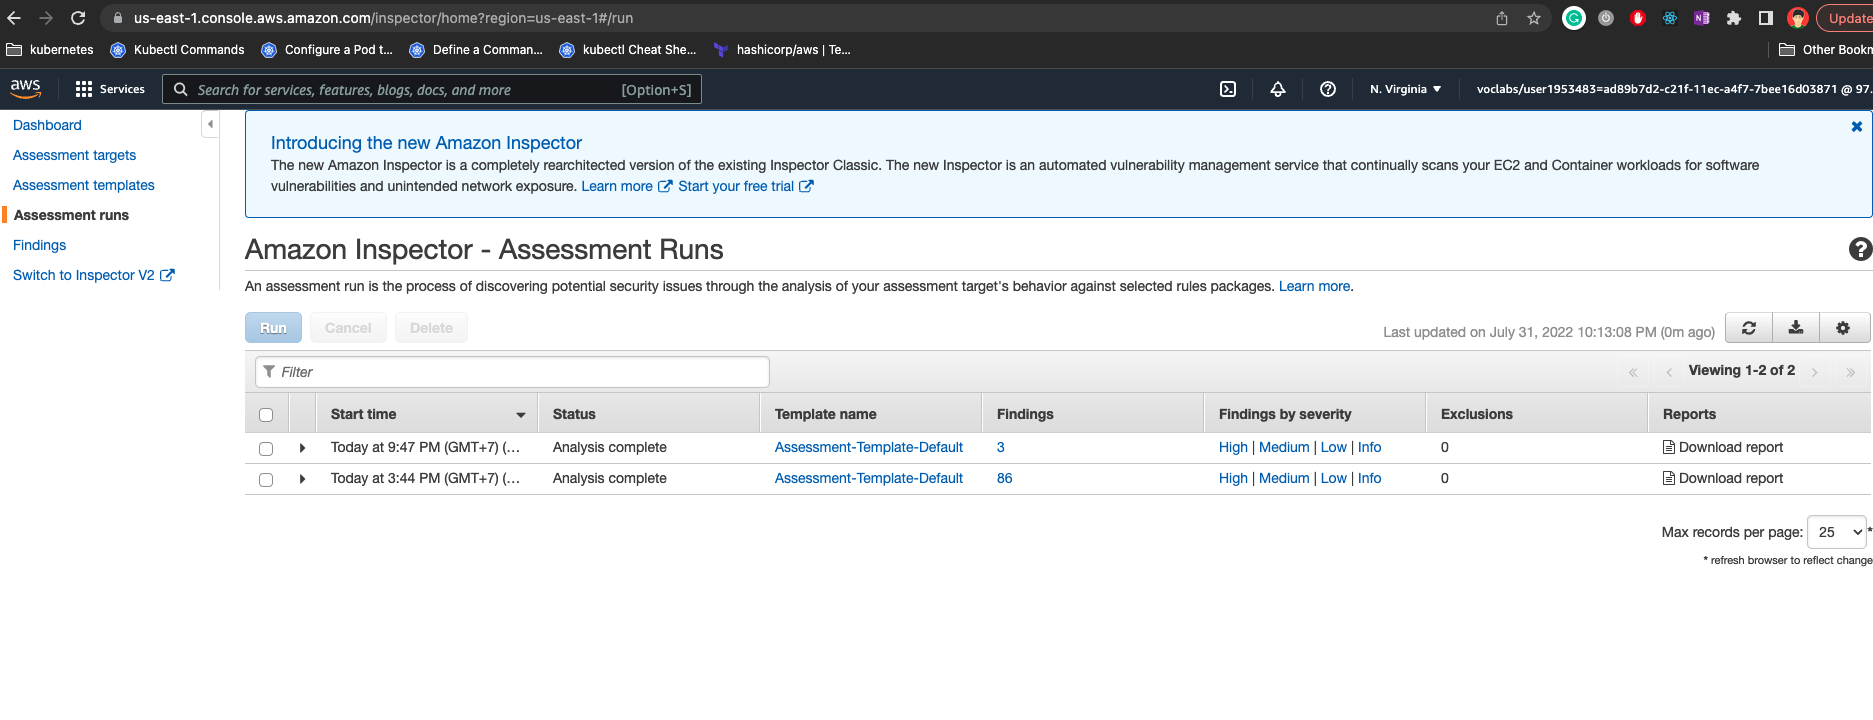 us-east-1.console.aws.amazon.com/inspector/home?region=us-east-1#/run
Update
kubernetes
Kubectl Commands
Configure a Pod t...
Define a Comman...
kubectl Cheat She...
hashicorp/aws | Te...
Other Bookn
aws
Services
Search for services, features, blogs, docs, and more
[Option+S]
N. Virginia
voclabs/user1953483=ad89b7d2-c21f-11ec-a4f7-7bee16d03871 @ 97.
Dashboard
Assessment targets
Assessment templates
Assessment runs
Findings
Switch to Inspector V2
Introducing the new Amazon Inspector
The new Amazon Inspector is a completely rearchitected version of the existing Inspector Classic. The new Inspector is an automated vulnerability management service that continually scans your EC2 and Container workloads for software
vulnerabilities and unintended network exposure. Learn more Start your free trial
Amazon Inspector - Assessment Runs
An assessment run is the process of discovering potential security issues through the analysis of your assessment target's behavior against selected rules packages. Learn more.
Run Cancel Delete
Last updated on July 31, 2022 10:13:08 PM (0m ago)
Filter
« ‹ Viewing 1-2 of 2 › »
Start time Status Template name Findings Findings by severity Exclusions Reports
Today at 9:47 PM (GMT+7) (... Analysis complete Assessment-Template-Default 3 High | Medium | Low | Info 0 Download report
Today at 3:44 PM (GMT+7) (... Analysis complete Assessment-Template-Default 86 High | Medium | Low | Info 0 Download report
Max records per page: 25 *
* refresh browser to reflect change